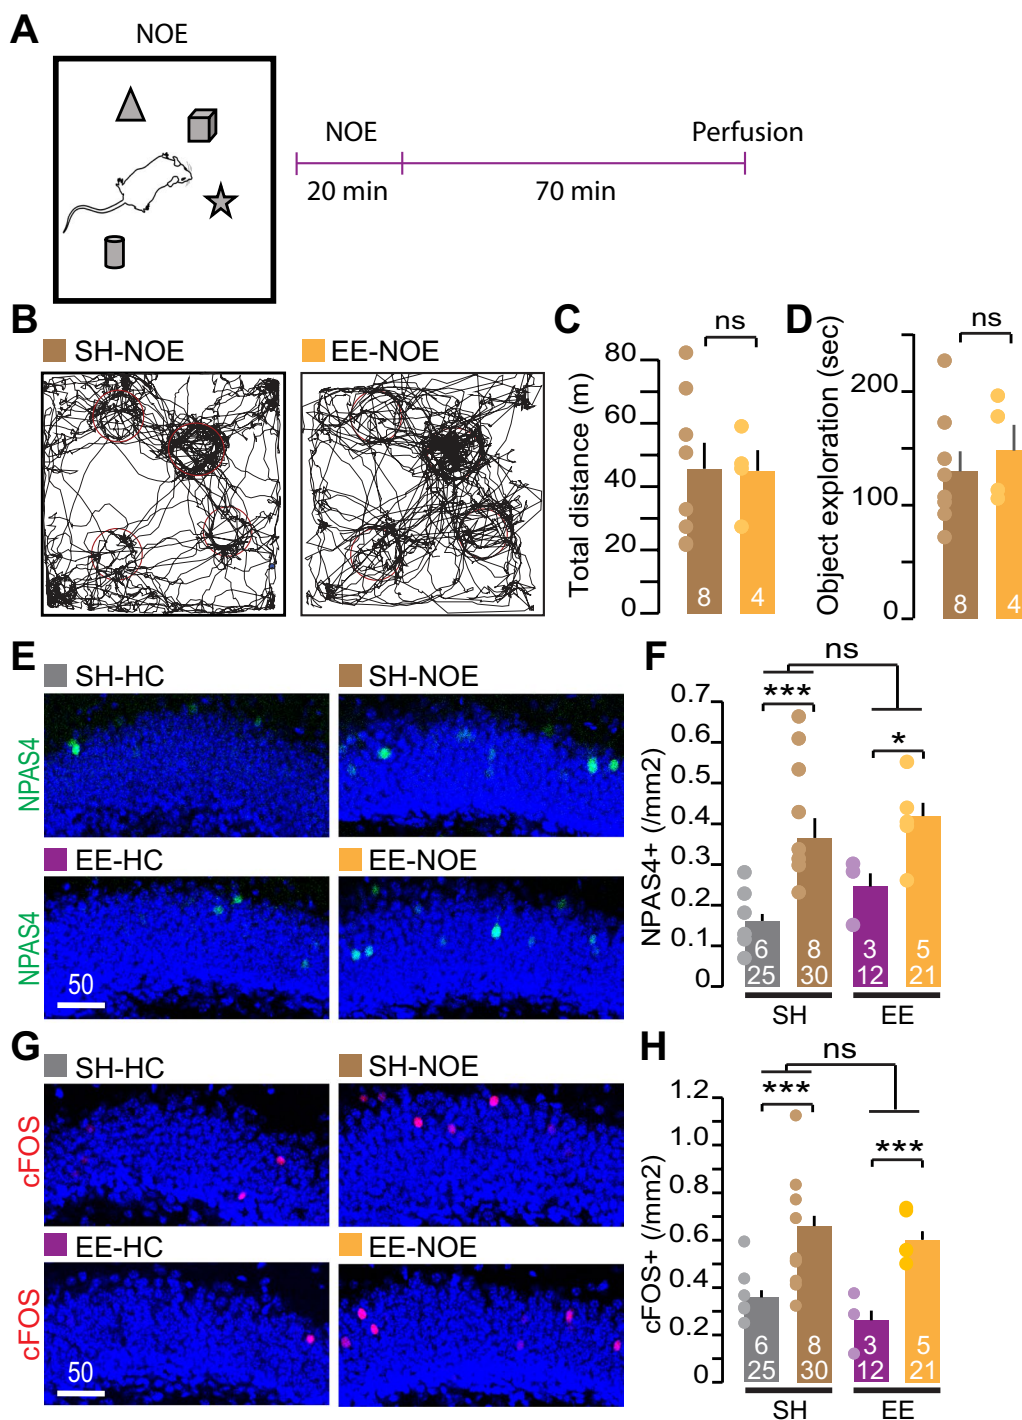 A
NOE
NOE
Perfusion
20 min
70 min
B
SH-NOE
EE-NOE
C
ns
Total distance (m)
80
60
40
20
0
8
4
D
ns
Object exploration (sec)
200
100
0
8
4
E
SH-HC
SH-NOE
NPAS4
EE-HC
EE-NOE
NPAS4
50
F
ns
***
*
NPAS4+ (/mm2)
0.7
0.6
0.5
0.4
0.3
0.2
0.1
0
6
25
8
30
3
12
5
21
SH
EE
G
SH-HC
SH-NOE
cFOS
EE-HC
EE-NOE
cFOS
50
H
ns
***
***
cFOS+ (/mm2)
1.2
1.0
0.8
0.6
0.4
0.2
0
6
25
8
30
3
12
5
21
SH
EE